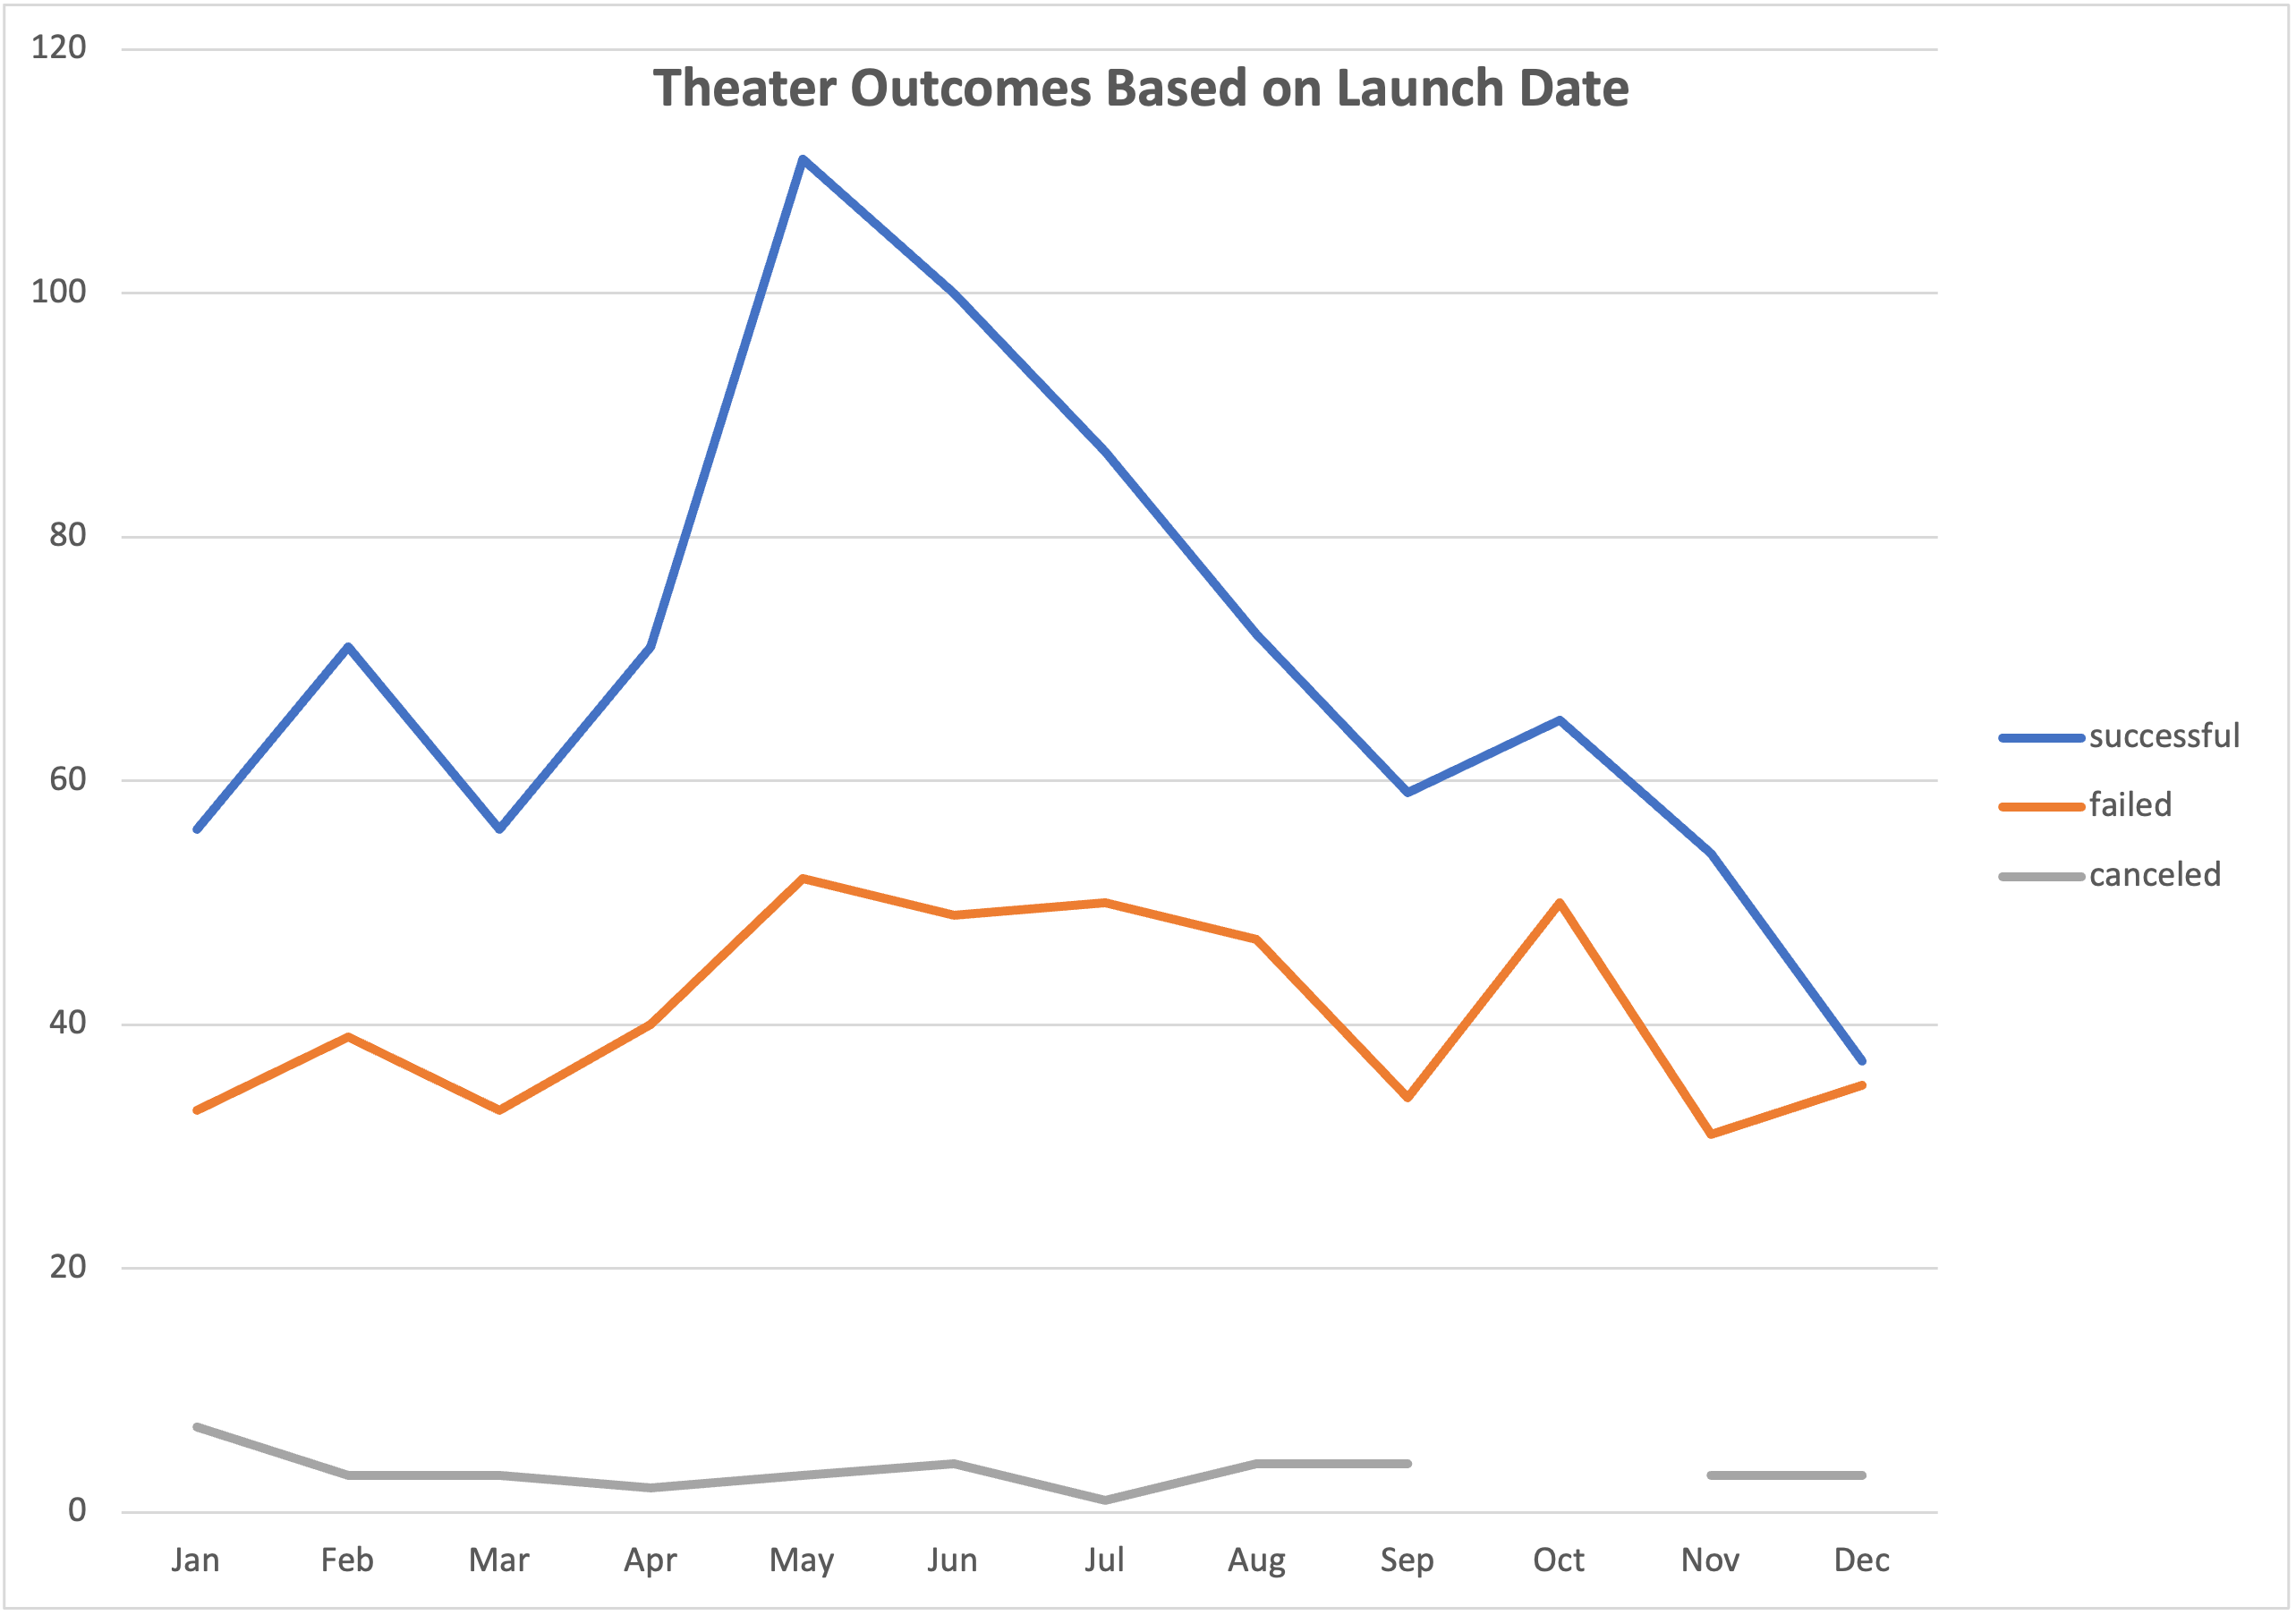 Theater Outcomes Based on Launch Date
120
100
80
60
40
20
0
Jan Feb Mar Apr May Jun Jul Aug Sep Oct Nov Dec
successful
failed
canceled